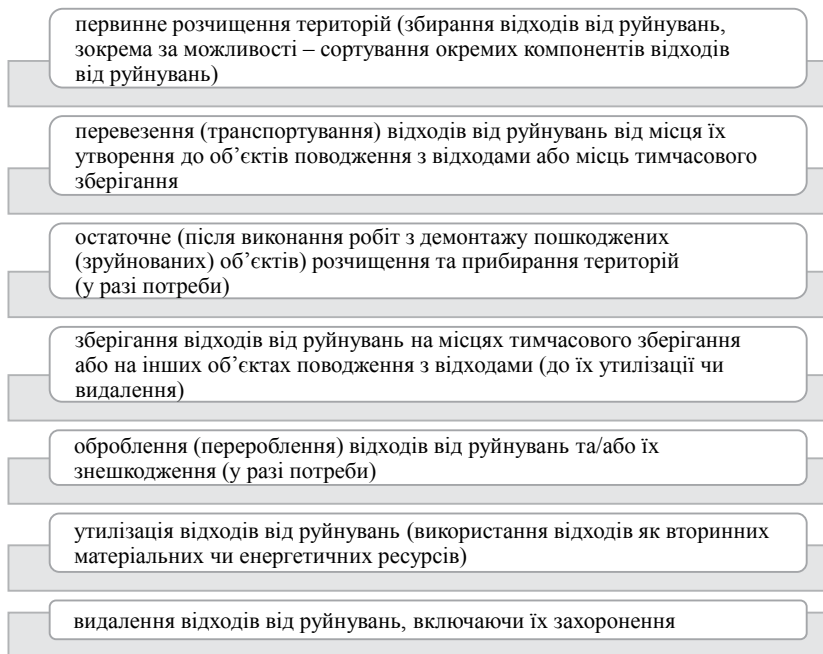 первинне розчищення територій (збирання відходів від руйнувань,
зокрема за можливості – сортування окремих компонентів відходів
від руйнувань)
перевезення (транспортування) відходів від руйнувань від місця їх
утворення до об’єктів поводження з відходами або місць тимчасового
зберігання
остаточне (після виконання робіт з демонтажу пошкоджених
(зруйнованих) об’єктів) розчищення та прибирання територій
(у разі потреби)
зберігання відходів від руйнувань на місцях тимчасового зберігання
або на інших об’єктах поводження з відходами (до їх утилізації чи
видалення)
оброблення (перероблення) відходів від руйнувань та/або їх
знешкодження (у разі потреби)
утилізація відходів від руйнувань (використання відходів як вторинних
матеріальних чи енергетичних ресурсів)
видалення відходів від руйнувань, включаючи їх захоронення